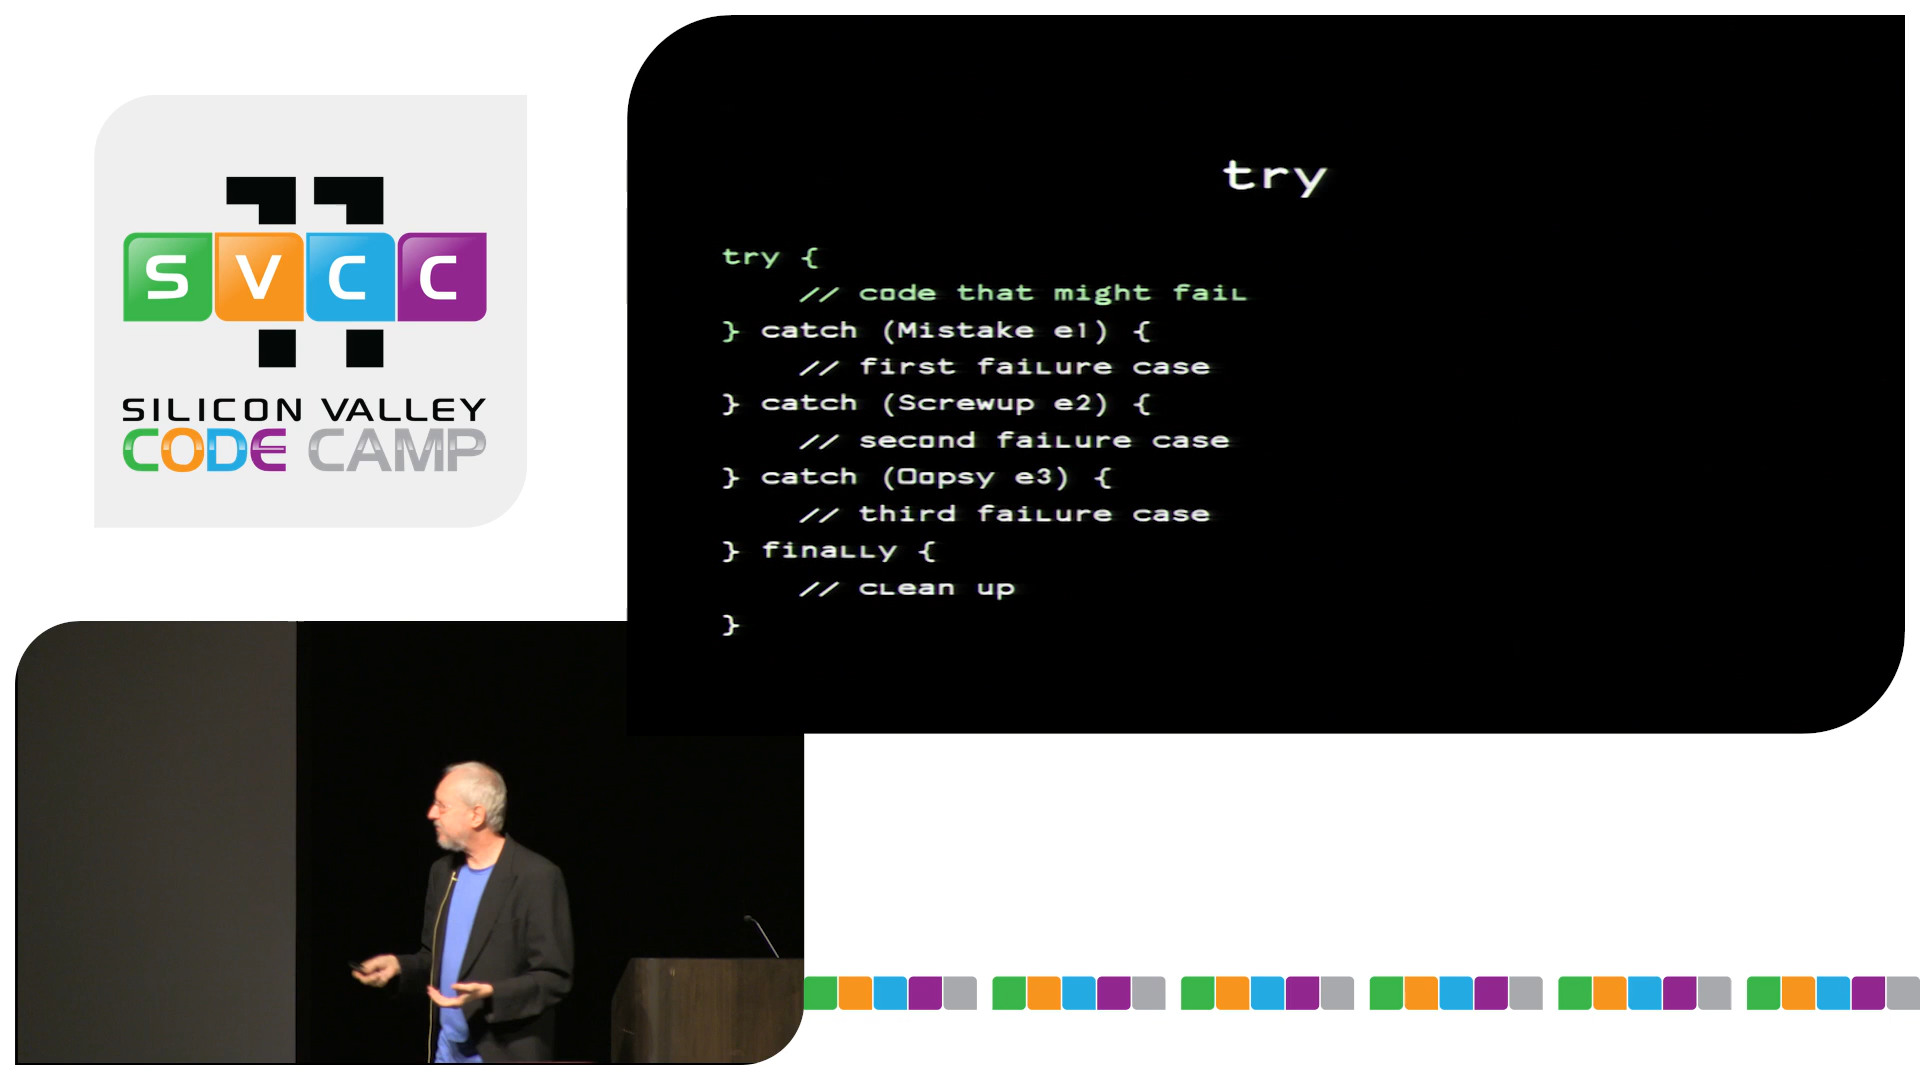 SVCC
SILICON VALLEY
CODE CAMP
try
try {
// code that might fail
} catch (Mistake e1) {
// first failure case
} catch (Screwup e2) {
// second failure case
} catch (Oopsy e3) {
// third failure case
} finally {
// clean up
}